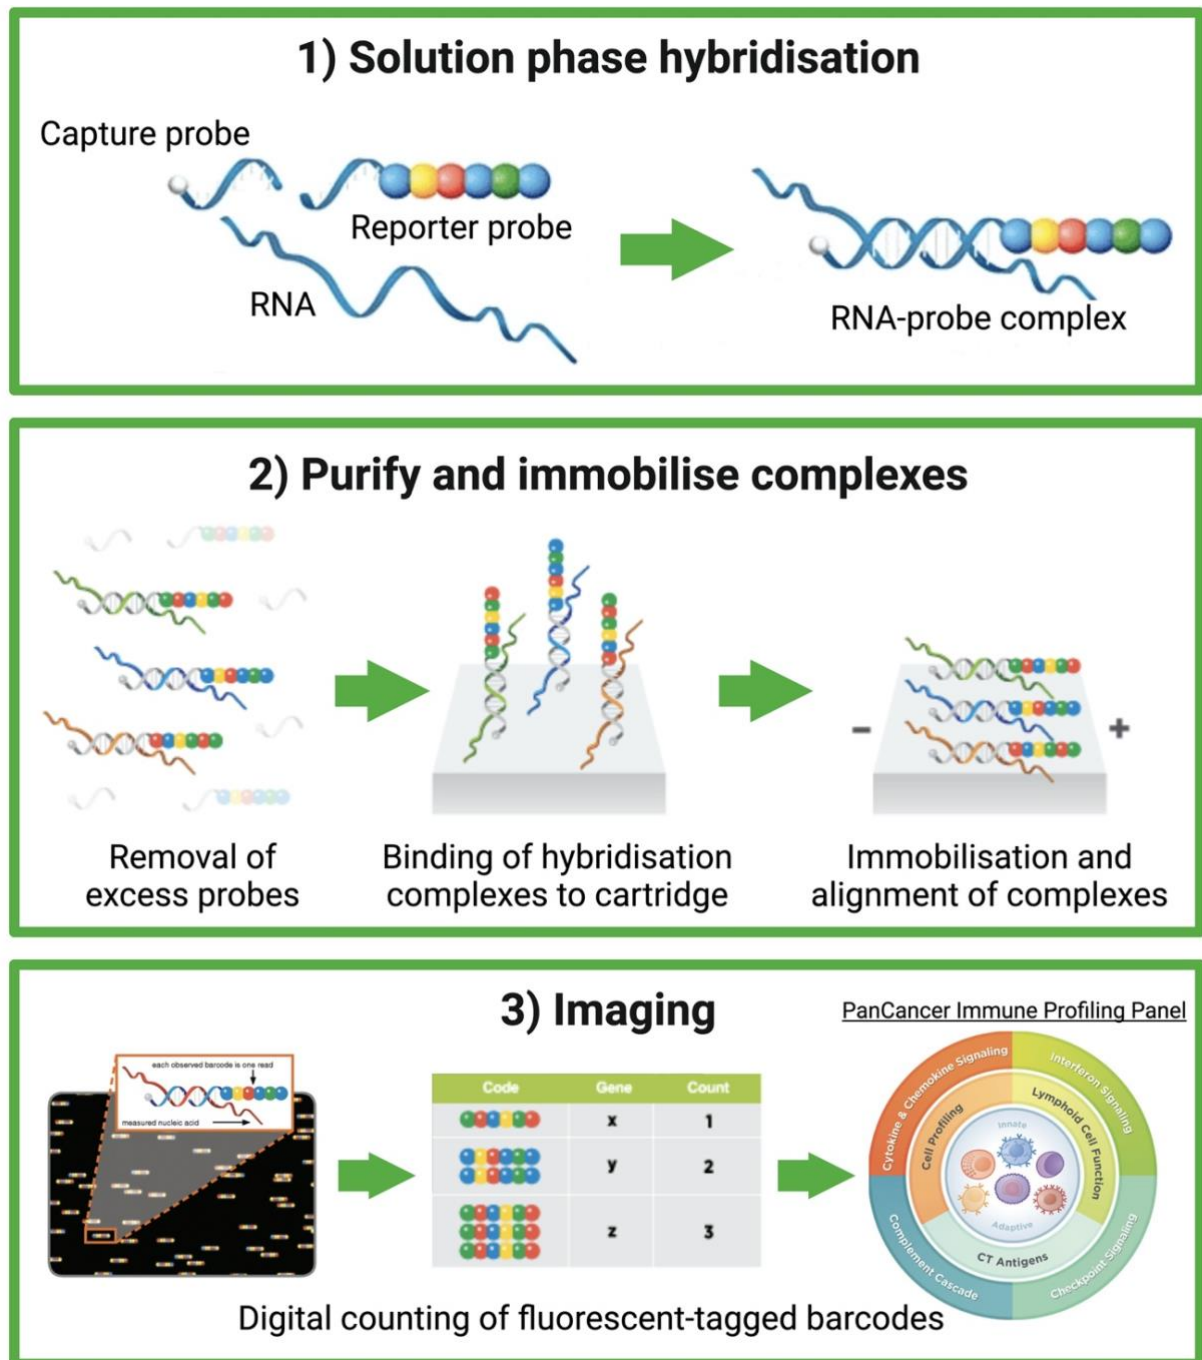 1) Solution phase hybridisation
Capture probe
Reporter probe
RNA
RNA-probe complex
2) Purify and immobilise complexes
− +
Removal of
excess probes
Binding of hybridisation
complexes to cartridge
Immobilisation and
alignment of complexes
3) Imaging
PanCancer Immune Profiling Panel
each observed barcode is one read
measured nucleic acid
Code Gene Count
x 1
y 2
z 3
Cytokine & Chemokine Signaling
Interferon Signaling
Cell Profiling
Lymphoid Cell Function
Innate
Adaptive
CT Antigens
Complement Cascade
Checkpoint Signaling
Digital counting of fluorescent-tagged barcodes